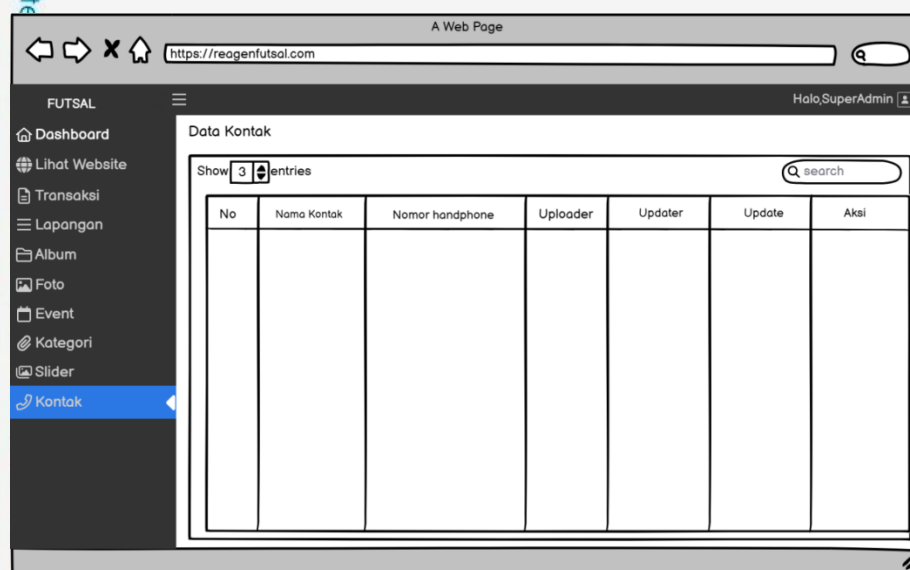 te
A Web Page
https://reagenfutsal.com
FUTSAL
Halo,SuperAdmin
Dashboard
Lihat Website
Transaksi
Lapangan
Album
Foto
Event
Kategori
Slider
Kontak
Data Kontak
Show 3 entries
search
No Nama Kontak Nomor handphone Uploader Updater Update Aksi